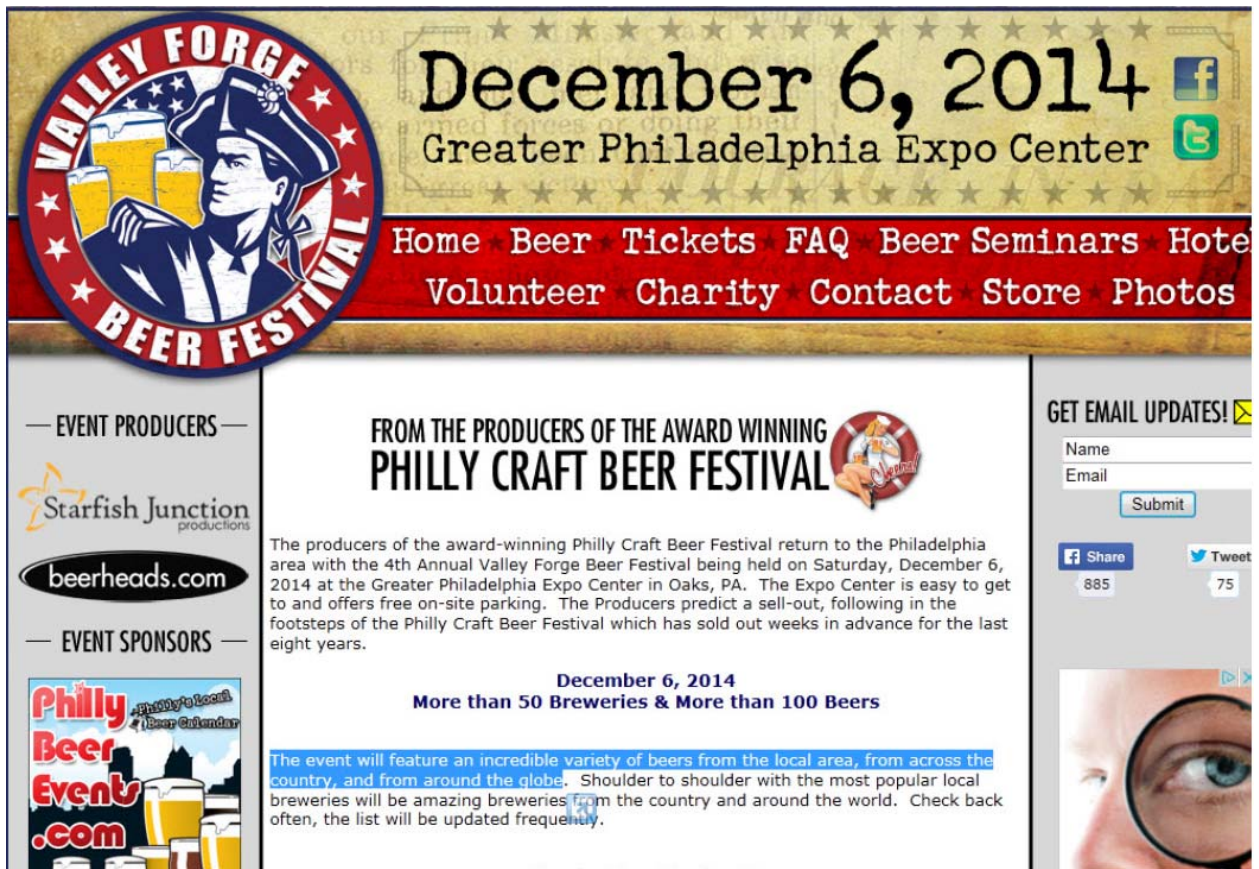 VALLEY FORGE
BEER FESTIVAL
December 6, 2014
Greater Philadelphia Expo Center
Home ★ Beer ★ Tickets ★ FAQ ★ Beer Seminars ★ Hote
Volunteer ★ Charity ★ Contact ★ Store ★ Photos
EVENT PRODUCERS
Starfish Junction
productions
beerheads.com
EVENT SPONSORS
Philly
Beer
Events
.com
Philly's Local
Beer Calendar
FROM THE PRODUCERS OF THE AWARD WINNING
PHILLY CRAFT BEER FESTIVAL
Cheers!
The producers of the award-winning Philly Craft Beer Festival return to the Philadelphia
area with the 4th Annual Valley Forge Beer Festival being held on Saturday, December 6,
2014 at the Greater Philadelphia Expo Center in Oaks, PA. The Expo Center is easy to get
to and offers free on-site parking. The Producers predict a sell-out, following in the
footsteps of the Philly Craft Beer Festival which has sold out weeks in advance for the last
eight years.
December 6, 2014
More than 50 Breweries & More than 100 Beers
The event will feature an incredible variety of beers from the local area, from across the
country, and from around the globe. Shoulder to shoulder with the most popular local
breweries will be amazing breweries from the country and around the world. Check back
often, the list will be updated frequently.
GET EMAIL UPDATES!
Name
Email
Submit
Share
885
Tweet
75